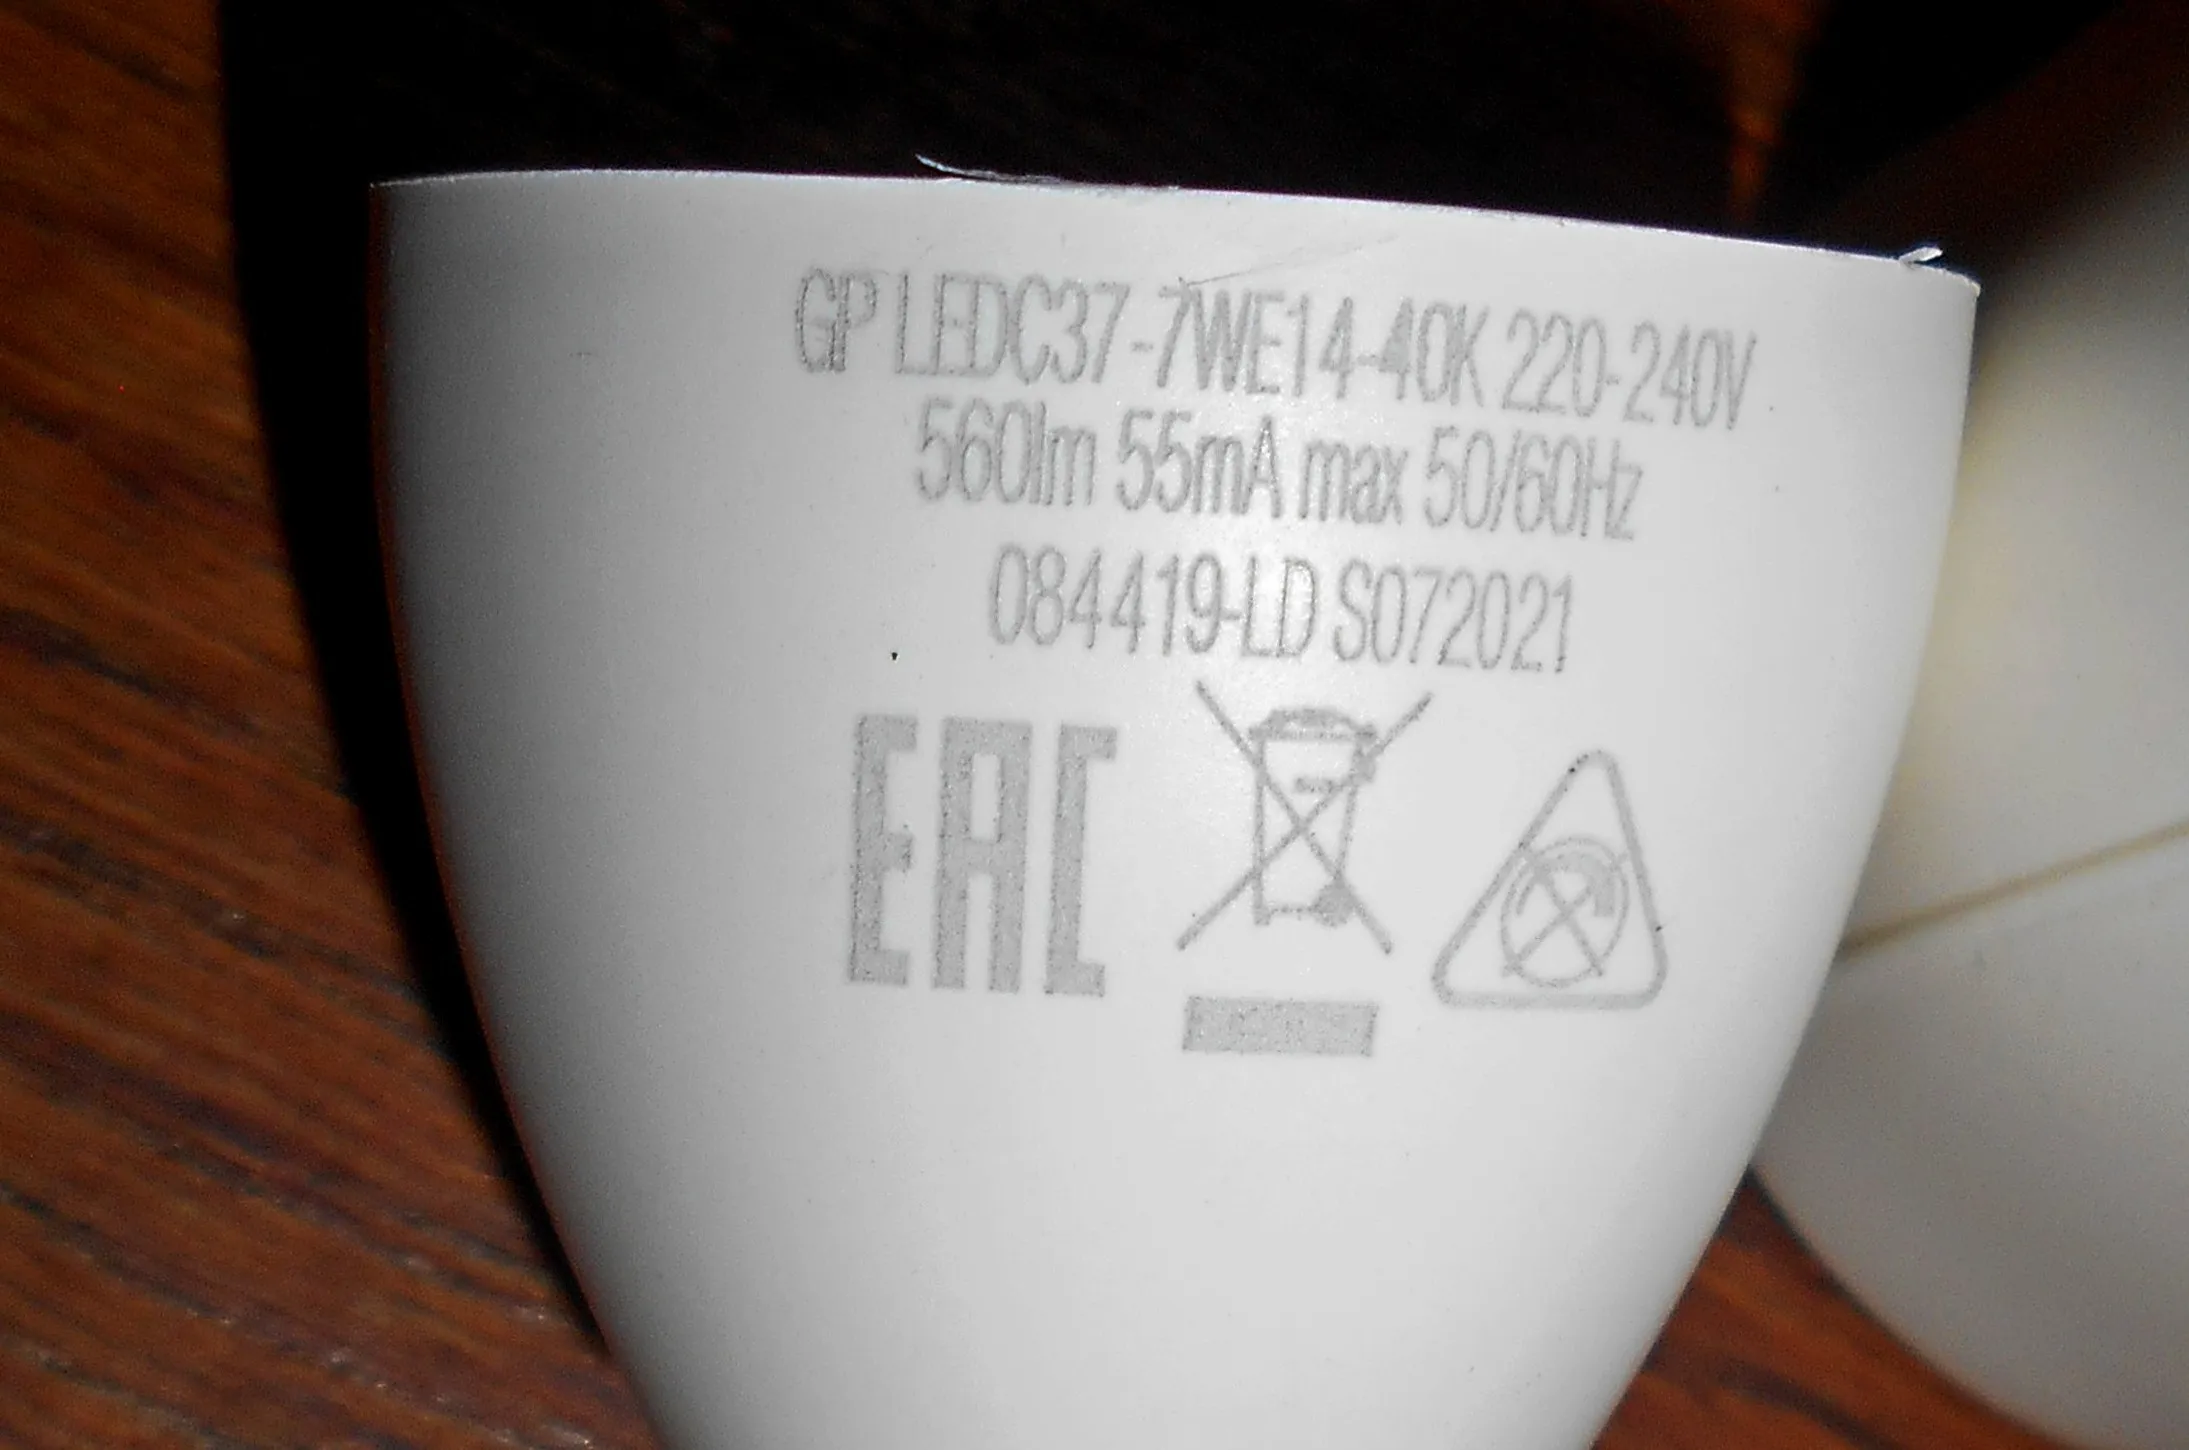 GP LEDC37-7WE14-40K 220-240V
560lm 55mA max 50/60Hz
084419-LD S072021
EAC